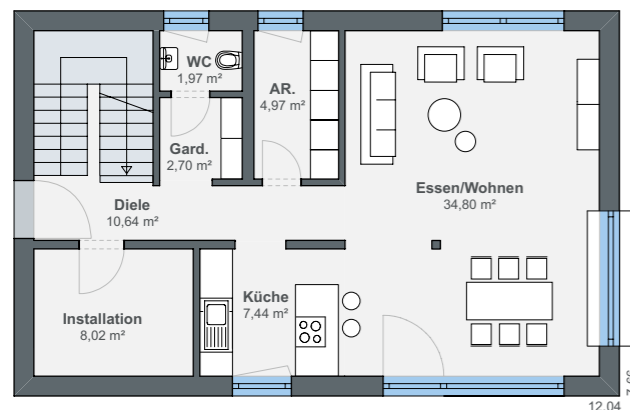 WC
1,97 m²
AR.
4,97 m²
Gard.
2,70 m²
Essen/Wohnen
34,80 m²
Diele
10,64 m²
Küche
7,44 m²
Installation
8,02 m²
12,04